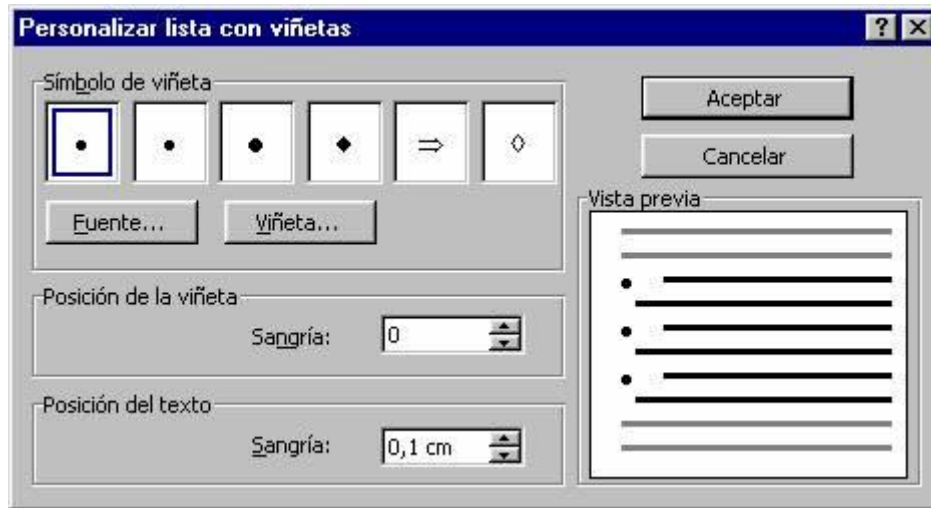 Personalizar lista con viñetas
Símbolo de viñeta
Fuente...
Viñeta...
Posición de la viñeta
Sangría:
0
Posición del texto
Sangría:
0,1 cm
Aceptar
Cancelar
Vista previa